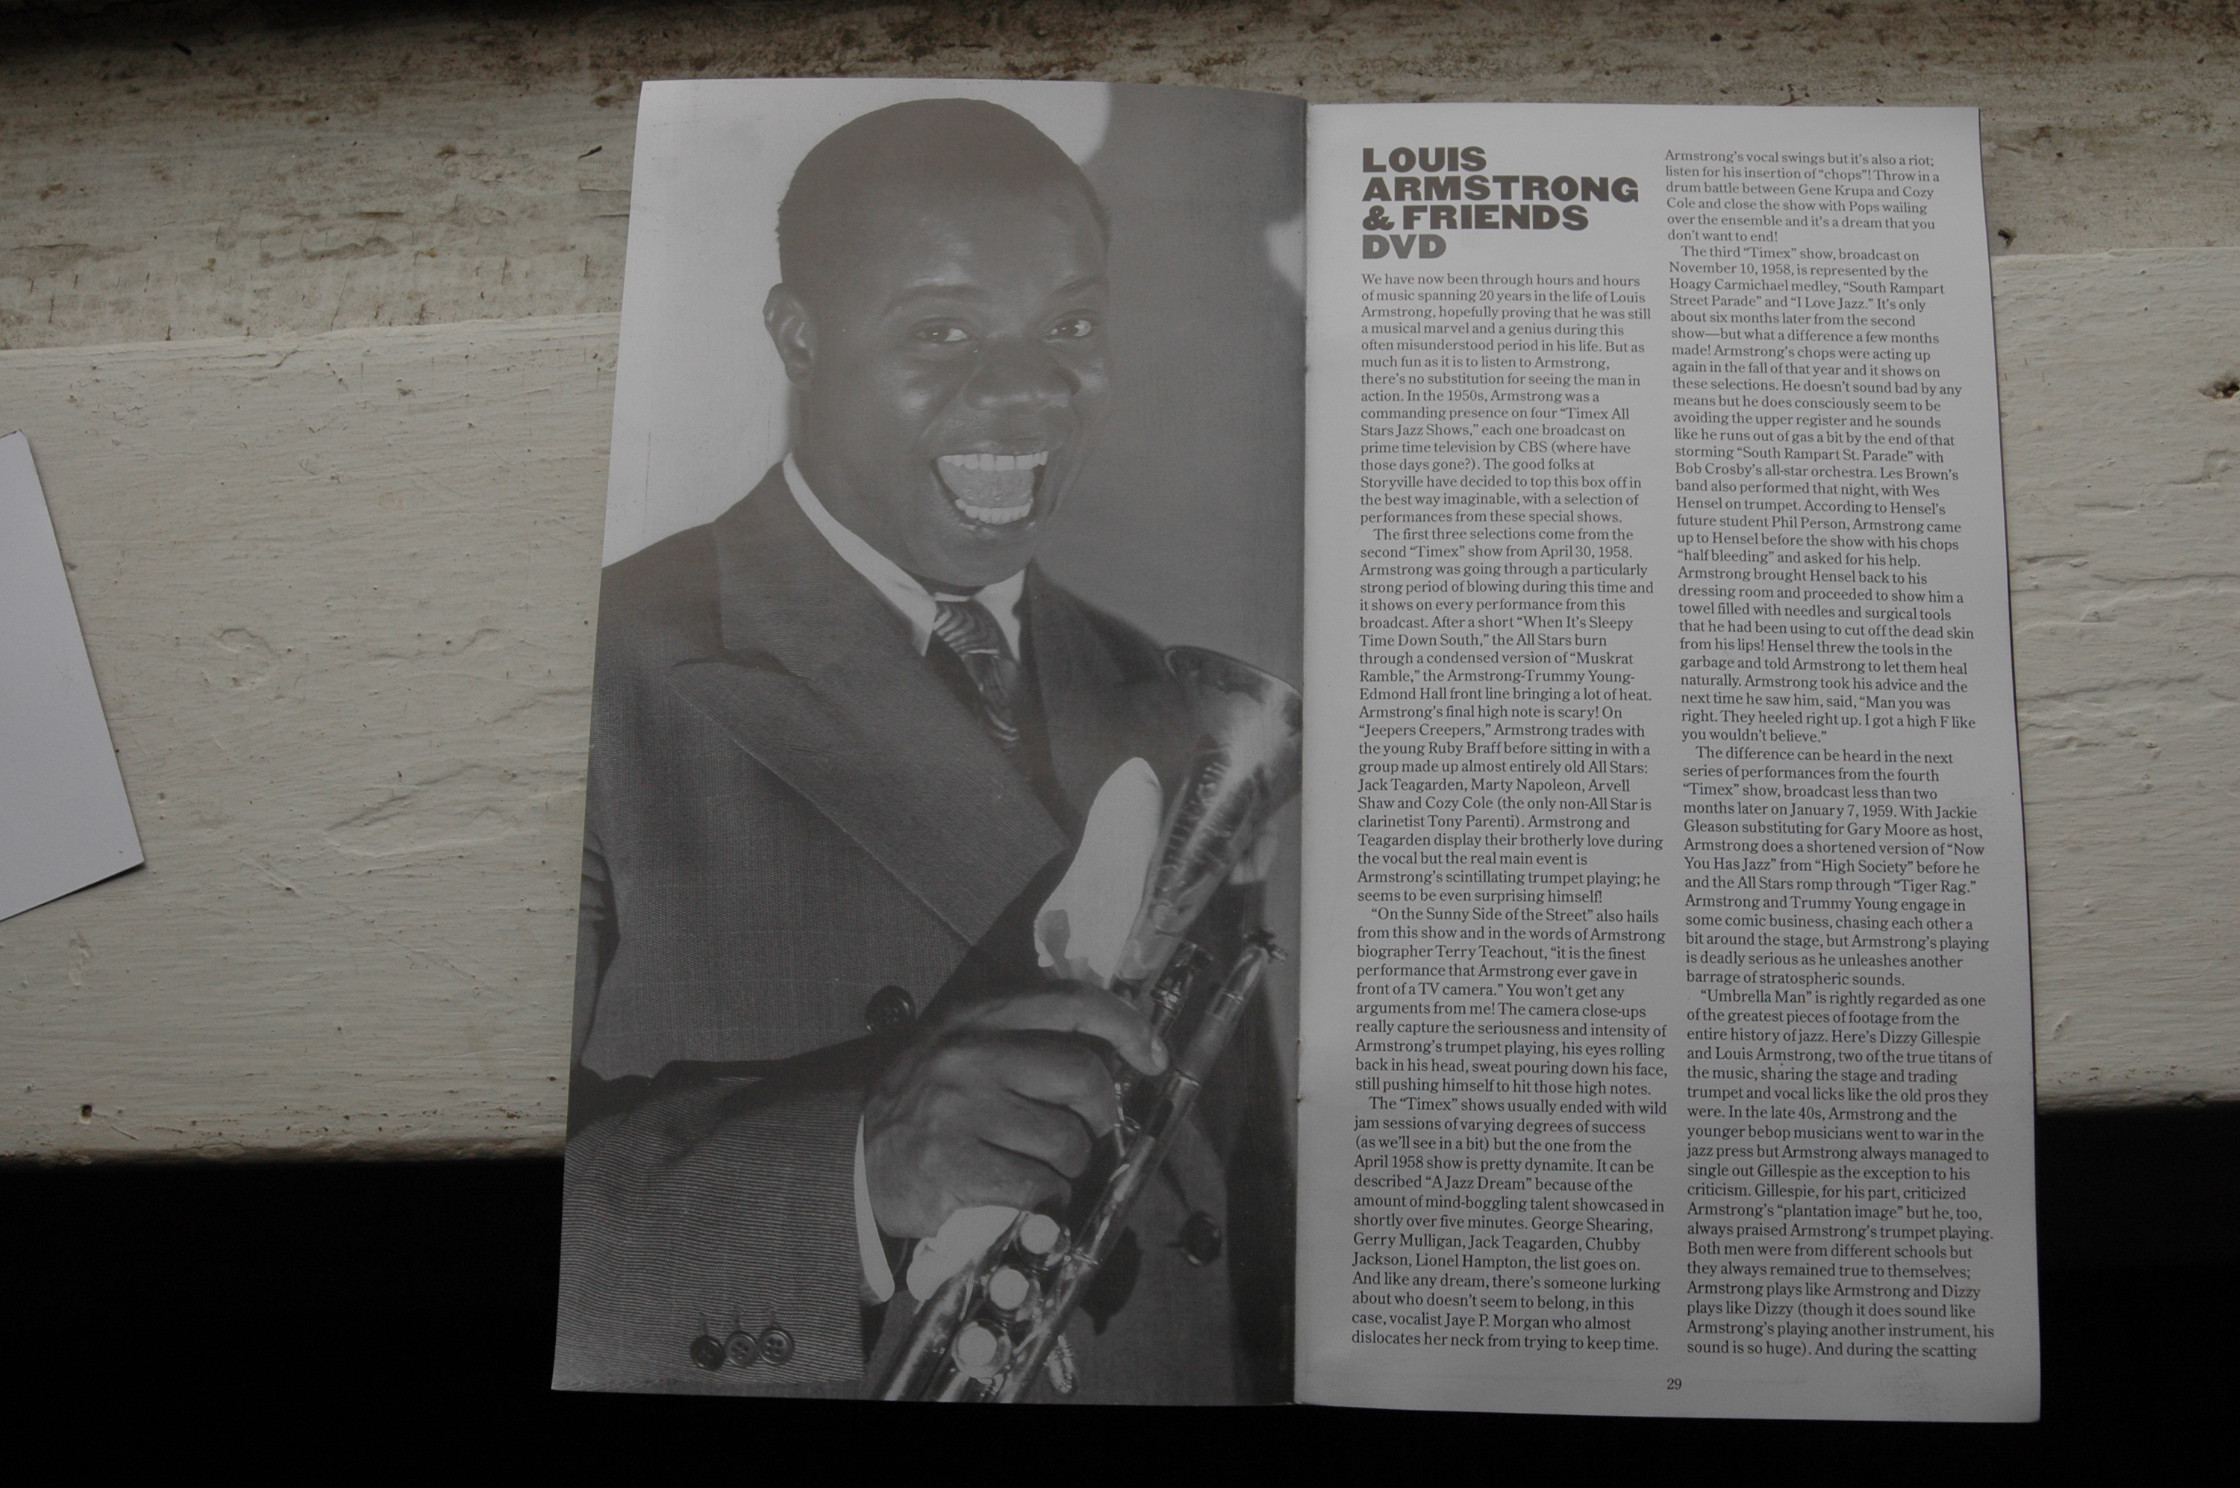 LOUIS
ARMSTRONG
& FRIENDS
DVD
We have now been through hours and hours
of music spanning 20 years in the life of Louis
Armstrong, hopefully proving that he was still
a musical marvel and a genius during this
often misunderstood period in his life. But as
much fun as it is to listen to Armstrong,
there's no substitution for seeing the man in
action. In the 1950s, Armstrong was a
commanding presence on four “Timex All
Stars Jazz Shows,” each one broadcast on
prime time television by CBS (where have
those days gone?). The good folks at
Storyville have decided to top this box off in
the best way imaginable, with a selection of
performances from these special shows.
The first three selections come from the
second “Timex” show from April 30, 1958.
Armstrong was going through a particularly
strong period of blowing during this time and
it shows on every performance from this
broadcast. After a short “When It's Sleepy
Time Down South,” the All Stars burn
through a condensed version of “Muskrat
Ramble,” the Armstrong-Trummy Young-
Edmond Hall front line bringing a lot of heat.
Armstrong's final high note is scary! On
“Jeepers Creepers,” Armstrong trades with
the young Ruby Braff before sitting in with a
group made up almost entirely old All Stars:
Jack Teagarden, Marty Napoleon, Arvell
Shaw and Cozy Cole (the only non-All Star is
clarinetist Tony Parenti). Armstrong and
Teagarden display their brotherly love during
the vocal but the real main event is
Armstrong's scintillating trumpet playing; he
seems to be even surprising himself!
“On the Sunny Side of the Street” also hails
from this show and in the words of Armstrong
biographer Terry Teachout, “it is the finest
performance that Armstrong ever gave in
front of a TV camera.” You won't get any
arguments from me! The camera close-ups
really capture the seriousness and intensity of
Armstrong's trumpet playing, his eyes rolling
back in his head, sweat pouring down his face,
still pushing himself to hit those high notes.
The “Timex” shows usually ended with wild
jam sessions of varying degrees of success
(as we'll see in a bit) but the one from the
April 1958 show is pretty dynamite. It can be
described “A Jazz Dream” because of the
amount of mind-boggling talent showcased in
shortly over five minutes. George Shearing,
Gerry Mulligan, Jack Teagarden, Chubby
Jackson, Lionel Hampton, the list goes on.
And like any dream, there's someone lurking
about who doesn't seem to belong, in this
case, vocalist Jaye P. Morgan who almost
dislocates her neck from trying to keep time.
Armstrong's vocal swings but it's also a riot;
listen for his insertion of “chops”! Throw in a
drum battle between Gene Krupa and Cozy
Cole and close the show with Pops wailing
over the ensemble and it's a dream that you
don't want to end!
The third “Timex” show, broadcast on
November 10, 1958, is represented by the
Hoagy Carmichael medley, “South Rampart
Street Parade” and “I Love Jazz.” It's only
about six months later from the second
show—but what a difference a few months
made! Armstrong's chops were acting up
again in the fall of that year and it shows on
these selections. He doesn't sound bad by any
means but he does consciously seem to be
avoiding the upper register and he sounds
like he runs out of gas a bit by the end of that
storming “South Rampart St. Parade” with
Bob Crosby's all-star orchestra. Les Brown's
band also performed that night, with Wes
Hensel on trumpet. According to Hensel's
future student Phil Person, Armstrong came
up to Hensel before the show with his chops
“half bleeding” and asked for his help.
Armstrong brought Hensel back to his
dressing room and proceeded to show him a
towel filled with needles and surgical tools
that he had been using to cut off the dead skin
from his lips! Hensel threw the tools in the
garbage and told Armstrong to let them heal
naturally. Armstrong took his advice and the
next time he saw him, said, “Man you was
right. They heeled right up. I got a high F like
you wouldn't believe.”
The difference can be heard in the next
series of performances from the fourth
“Timex” show, broadcast less than two
months later on January 7, 1959. With Jackie
Gleason substituting for Gary Moore as host,
Armstrong does a shortened version of “Now
You Has Jazz” from “High Society” before he
and the All Stars romp through “Tiger Rag.”
Armstrong and Trummy Young engage in
some comic business, chasing each other a
bit around the stage, but Armstrong's playing
is deadly serious as he unleashes another
barrage of stratospheric sounds.
“Umbrella Man” is rightly regarded as one
of the greatest pieces of footage from the
entire history of jazz. Here's Dizzy Gillespie
and Louis Armstrong, two of the true titans of
the music, sharing the stage and trading
trumpet and vocal licks like the old pros they
were. In the late 40s, Armstrong and the
younger bebop musicians went to war in the
jazz press but Armstrong always managed to
single out Gillespie as the exception to his
criticism. Gillespie, for his part, criticized
Armstrong's “plantation image” but he, too,
always praised Armstrong's trumpet playing.
Both men were from different schools but
they always remained true to themselves;
Armstrong plays like Armstrong and Dizzy
plays like Dizzy (though it does sound like
Armstrong's playing another instrument, his
sound is so huge). And during the scatting
29